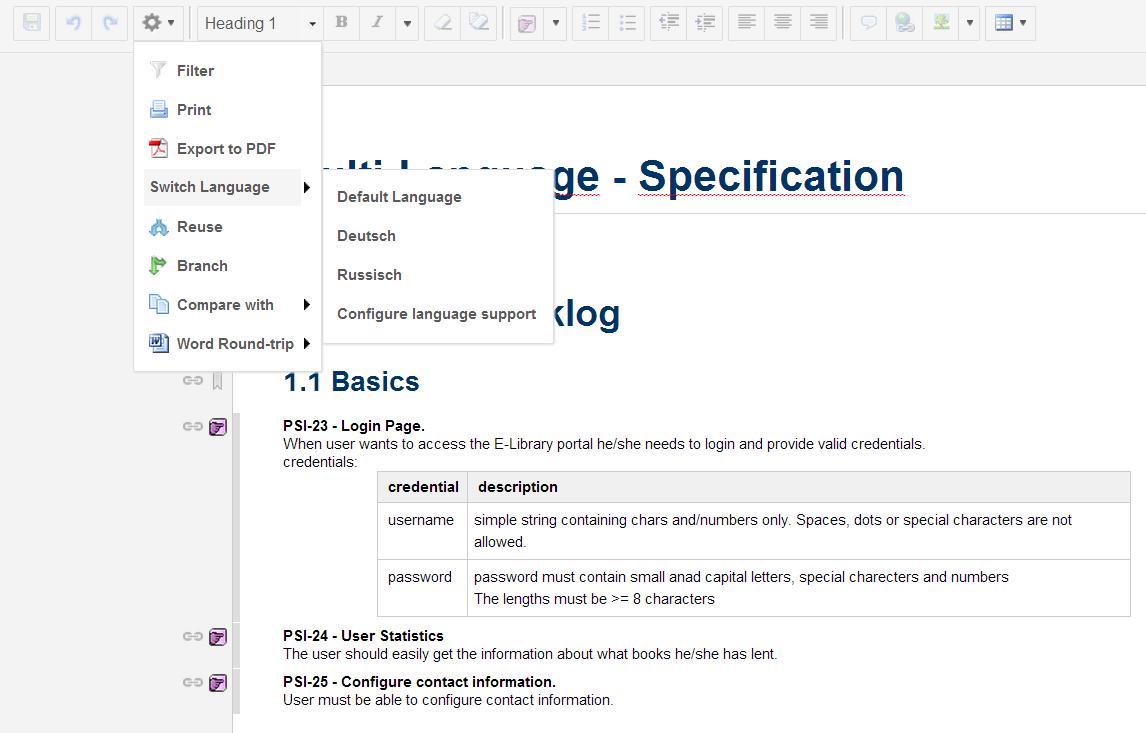 Heading 1 B I
Filter
Print
Export to PDF
Switch Language
Reuse
Branch
Compare with
Word Round-trip
Default Language
Deutsch
Russisch
Configure language support
- Specification
1.1 Basics
PSI-23 - Login Page.
When user wants to access the E-Library portal he/she needs to login and provide valid credentials.
credentials:
credential description
username simple string containing chars and/numbers only. Spaces, dots or special characters are not
allowed.
password password must contain small anad capital letters, special charecters and numbers
The lengths must be >= 8 characters
PSI-24 - User Statistics
The user should easily get the information about what books he/she has lent.
PSI-25 - Configure contact information.
User must be able to configure contact information.